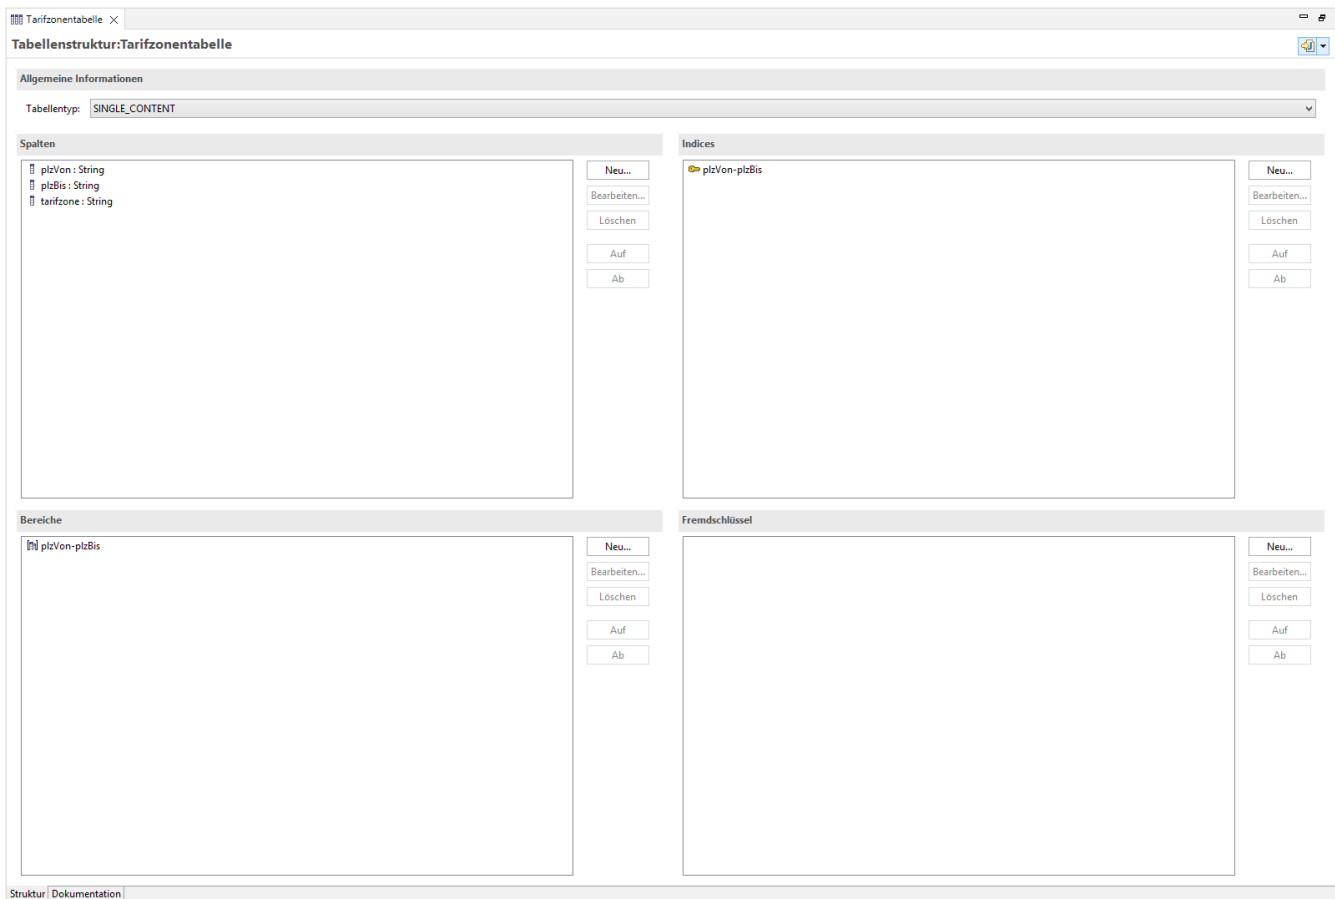 Tarifzonentabelle
Tabellenstruktur:Tarifzonentabelle
Allgemeine Informationen
Tabellentyp: SINGLE_CONTENT
Spalten
plzVon : String
plzBis : String
tarifzone : String
Neu...
Bearbeiten...
Löschen
Auf
Ab
Indices
plzVon-plzBis
Neu...
Bearbeiten...
Löschen
Auf
Ab
Bereiche
plzVon-plzBis
Neu...
Bearbeiten...
Löschen
Auf
Ab
Fremdschlüssel
Neu...
Bearbeiten...
Löschen
Auf
Ab
Struktur Dokumentation